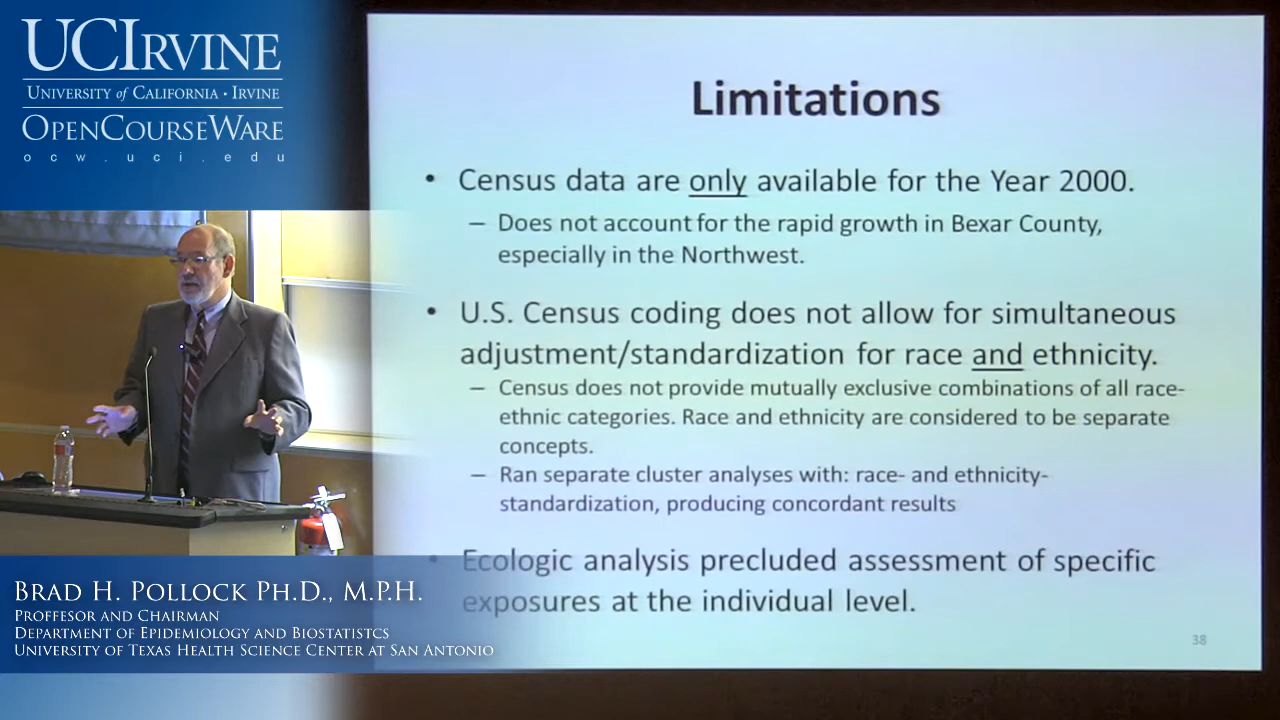 UCIRVINE
UNIVERSITY of CALIFORNIA · IRVINE
OPENCOURSEWARE
ocw.uci.edu
Limitations
• Census data are only available for the Year 2000.
– Does not account for the rapid growth in Bexar County,
especially in the Northwest.
• U.S. Census coding does not allow for simultaneous
adjustment/standardization for race and ethnicity.
– Census does not provide mutually exclusive combinations of all race-
ethnic categories. Race and ethnicity are considered to be separate
concepts.
– Ran separate cluster analyses with: race- and ethnicity-
standardization, producing concordant results
• Ecologic analysis precluded assessment of specific
exposures at the individual level.
38
BRAD H. POLLOCK PH.D., M.P.H.
PROFFESOR AND CHAIRMAN
DEPARTMENT OF EPIDEMIOLOGY AND BIOSTATISTCS
UNIVERSITY OF TEXAS HEALTH SCIENCE CENTER AT SAN ANTONIO